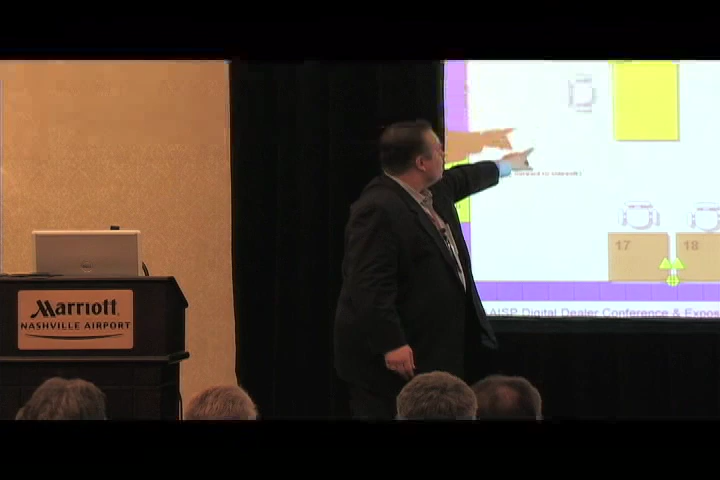 17
18
AISP Digital Dealer Conference & Expos
Marriott
NASHVILLE AIRPORT